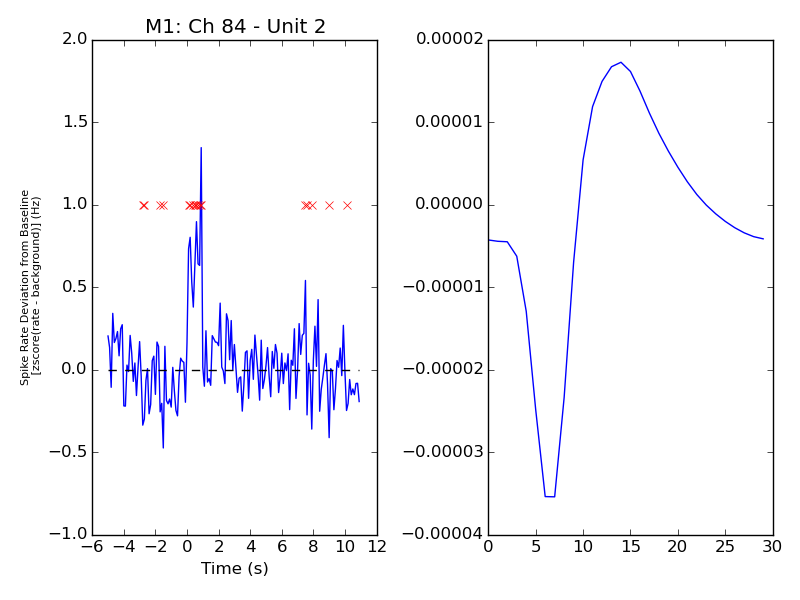 M1: Ch 84 - Unit 2
2.0
1.5
1.0
0.5
0.0
−0.5
−1.0
−6 −4 −2 0 2 4 6 8 10 12
Time (s)
Spike Rate Deviation from Baseline
[zscore(rate - background)] (Hz)
0.00002
0.00001
0.00000
−0.00001
−0.00002
−0.00003
−0.00004
0 5 10 15 20 25 30